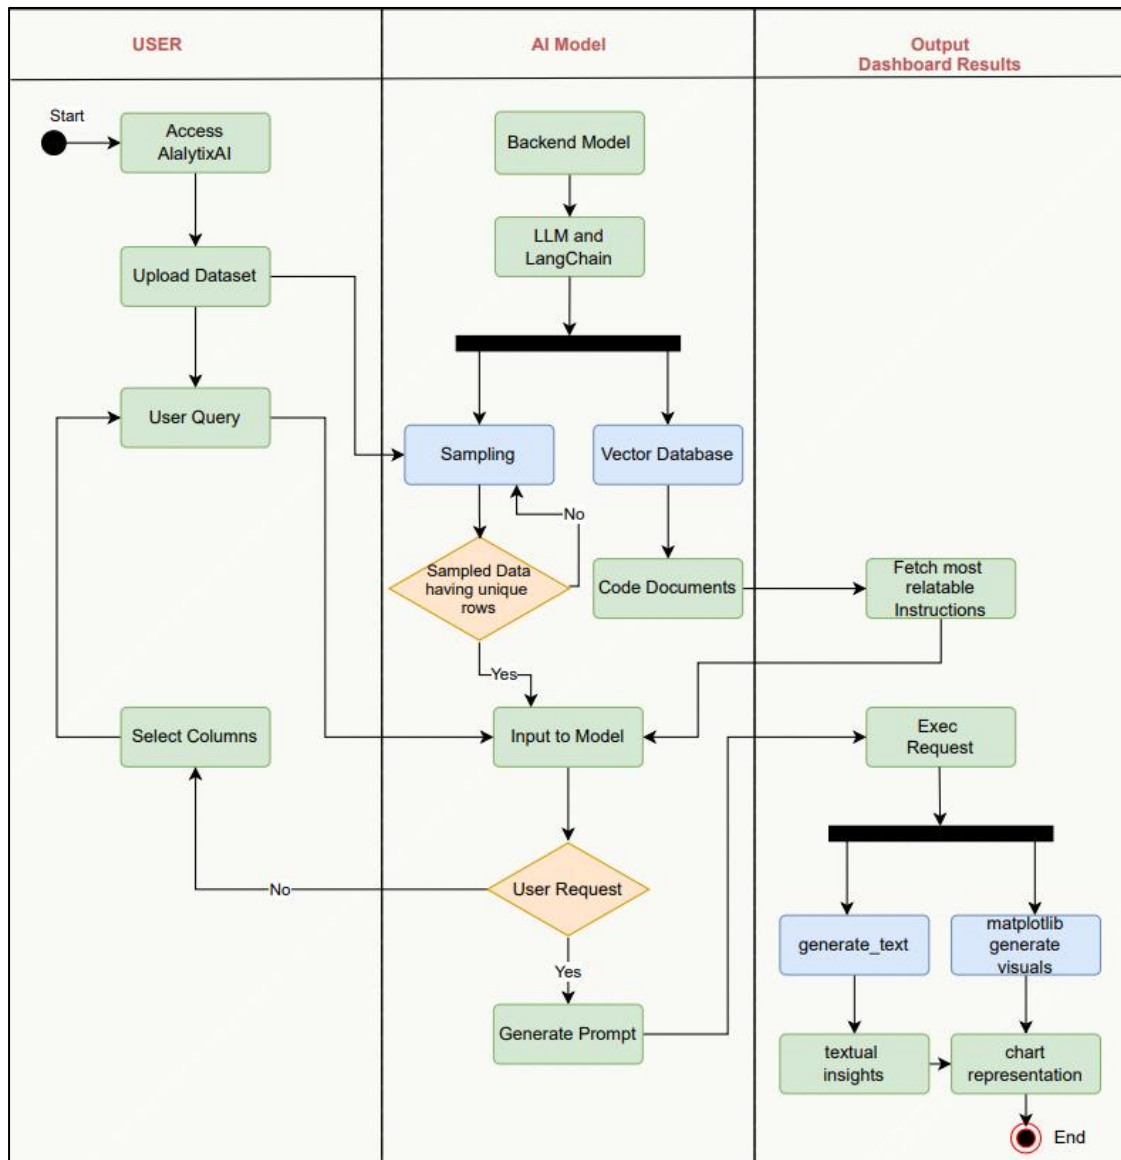 USER
AI Model
Output
Dashboard Results
Start
Access
AlalytixAI
Backend Model
LLM and
LangChain
Upload Dataset
User Query
Sampling
Vector Database
No
Sampled Data
having unique
rows
Code Documents
Fetch most
relatable
Instructions
Yes
Select Columns
Input to Model
Exec
Request
No
User Request
generate_text
matplotlib
generate
visuals
Yes
Generate Prompt
textual
insights
chart
representation
End